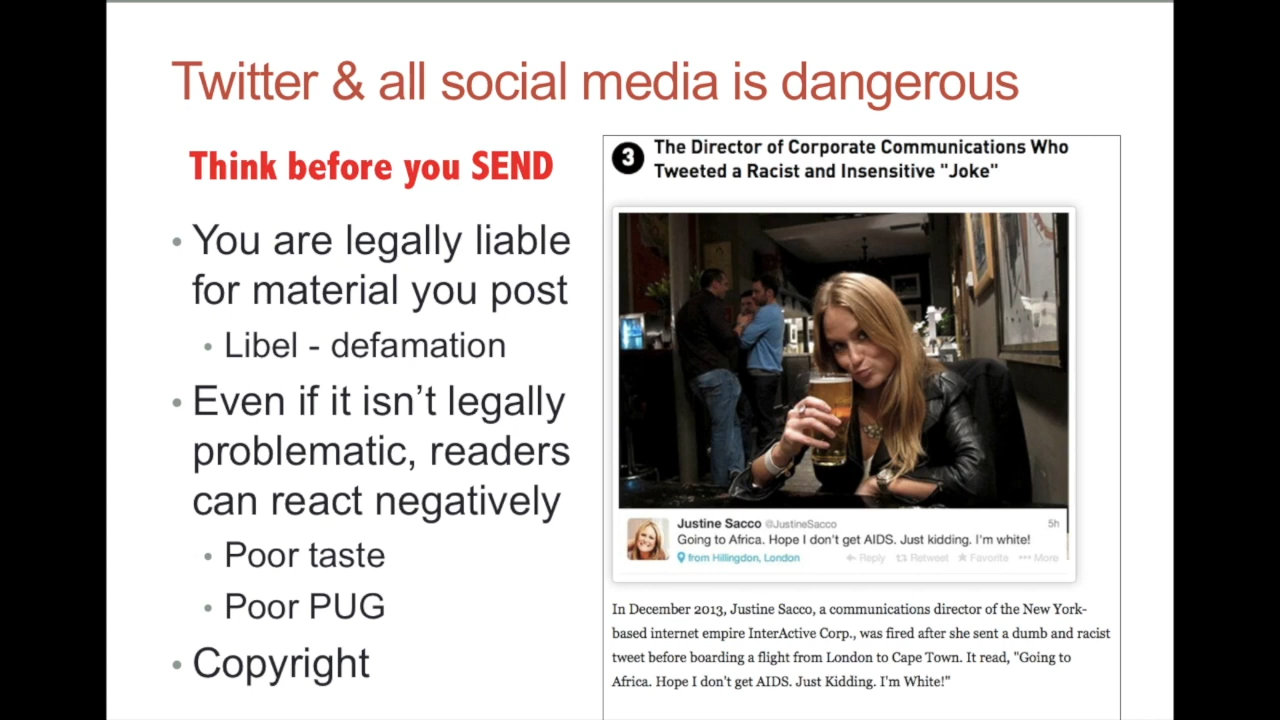 Twitter & all social media is dangerous
Think before you SEND
• You are legally liable
for material you post
• Libel - defamation
• Even if it isn’t legally
problematic, readers
can react negatively
• Poor taste
• Poor PUG
• Copyright
3 The Director of Corporate Communications Who
Tweeted a Racist and Insensitive "Joke"
Justine Sacco @JustineSacco 5h
Going to Africa. Hope I don't get AIDS. Just kidding. I'm white!
from Hillingdon, London Reply Retweet Favorite More
In December 2013, Justine Sacco, a communications director of the New York-
based internet empire InterActive Corp., was fired after she sent a dumb and racist
tweet before boarding a flight from London to Cape Town. It read, "Going to
Africa. Hope I don't get AIDS. Just Kidding. I'm White!”